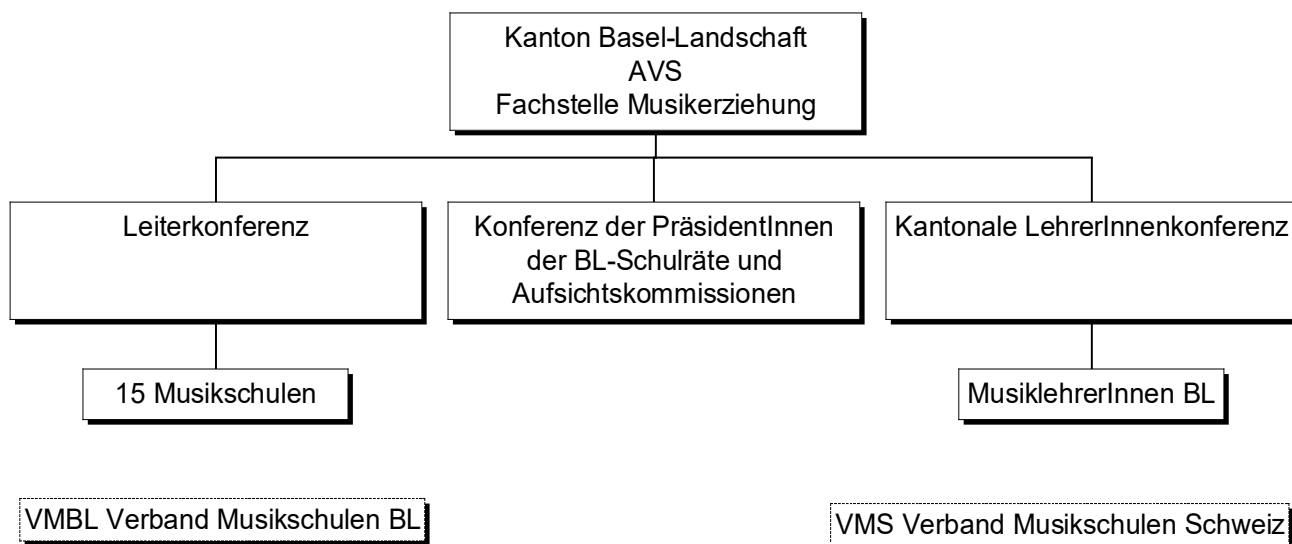 Kanton Basel-Landschaft
AVS
Fachstelle Musikerziehung
Leiterkonferenz
Konferenz der PräsidentInnen
der BL-Schulräte und
Aufsichtskommissionen
Kantonale LehrerInnenkonferenz
15 Musikschulen
MusiklehrerInnen BL
VMBL Verband Musikschulen BL
VMS Verband Musikschulen Schweiz